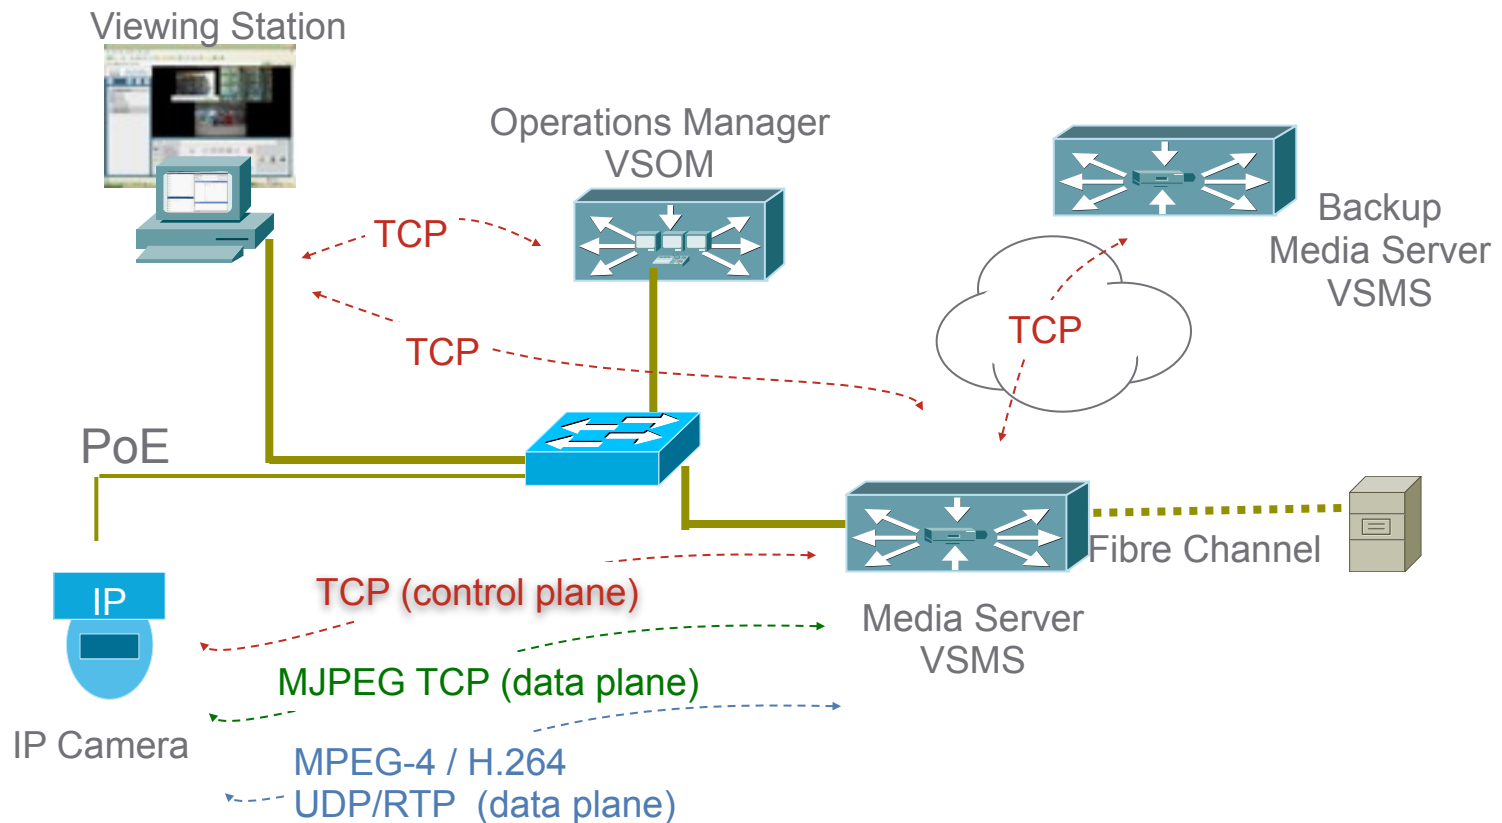 Viewing Station
Operations Manager
VSOM
Backup
Media Server
VSMS
TCP
TCP
TCP
PoE
Fibre Channel
IP
TCP (control plane)
Media Server
VSMS
MJPEG TCP (data plane)
IP Camera
MPEG-4 / H.264
UDP/RTP (data plane)